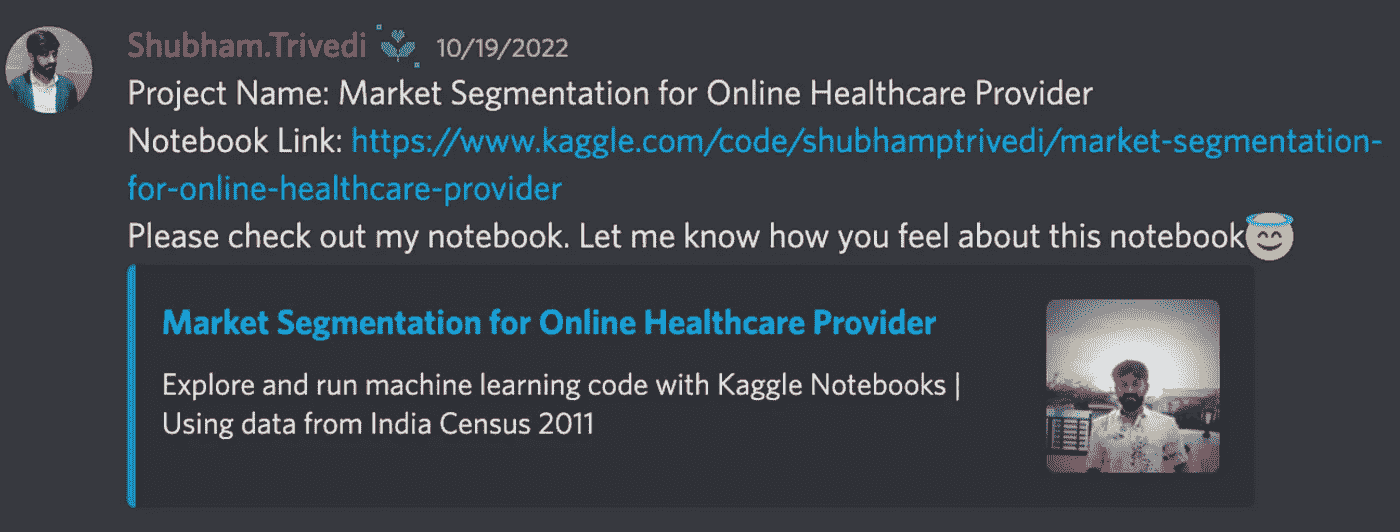 Shubham.Trivedi 10/19/2022
Project Name: Market Segmentation for Online Healthcare Provider
Notebook Link: https://www.kaggle.com/code/shubhamptrivedi/market-segmentation-
for-online-healthcare-provider
Please check out my notebook. Let me know how you feel about this notebook😇
Market Segmentation for Online Healthcare Provider
Explore and run machine learning code with Kaggle Notebooks |
Using data from India Census 2011